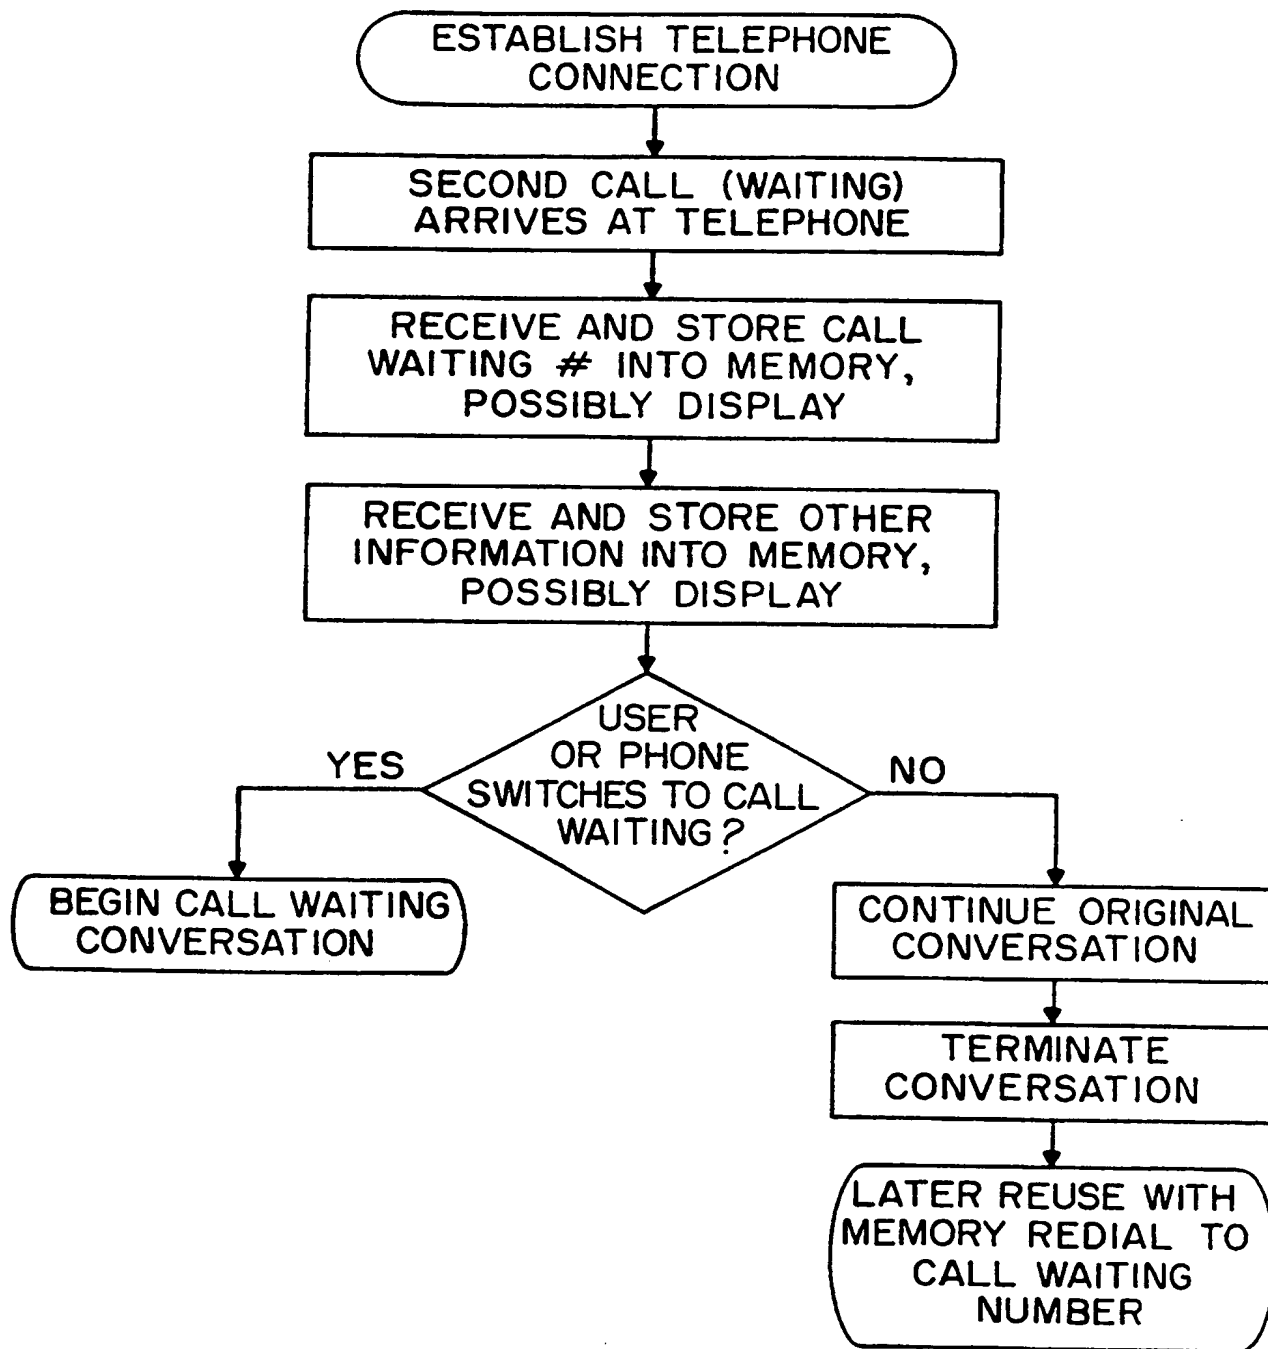 ESTABLISH TELEPHONE
CONNECTION
SECOND CALL (WAITING)
ARRIVES AT TELEPHONE
RECEIVE AND STORE CALL
WAITING # INTO MEMORY,
POSSIBLY DISPLAY
RECEIVE AND STORE OTHER
INFORMATION INTO MEMORY,
POSSIBLY DISPLAY
USER
OR PHONE
SWITCHES TO CALL
WAITING?
YES
NO
BEGIN CALL WAITING
CONVERSATION
CONTINUE ORIGINAL
CONVERSATION
TERMINATE
CONVERSATION
LATER REUSE WITH
MEMORY REDIAL TO
CALL WAITING
NUMBER